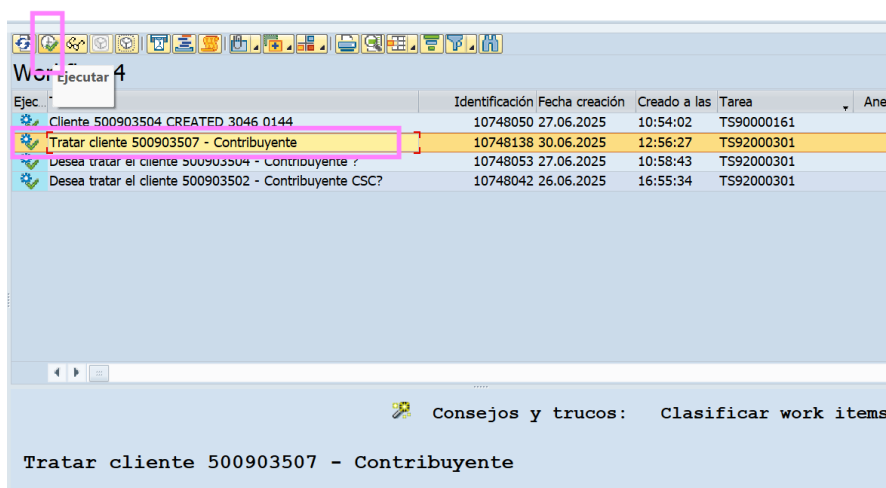 Workflow 4
Ejecutar
Ejec... Identificación Fecha creación Creado a las Tarea Ane
Cliente 500903504 CREATED 3046 0144 10748050 27.06.2025 10:54:02 TS90000161
Tratar cliente 500903507 - Contribuyente 10748138 30.06.2025 12:56:27 TS92000301
Desea tratar el cliente 500903504 - Contribuyente ? 10748053 27.06.2025 10:58:43 TS92000301
Desea tratar el cliente 500903502 - Contribuyente CSC? 10748042 26.06.2025 16:55:34 TS92000301
Consejos y trucos: Clasificar work items
Tratar cliente 500903507 - Contribuyente